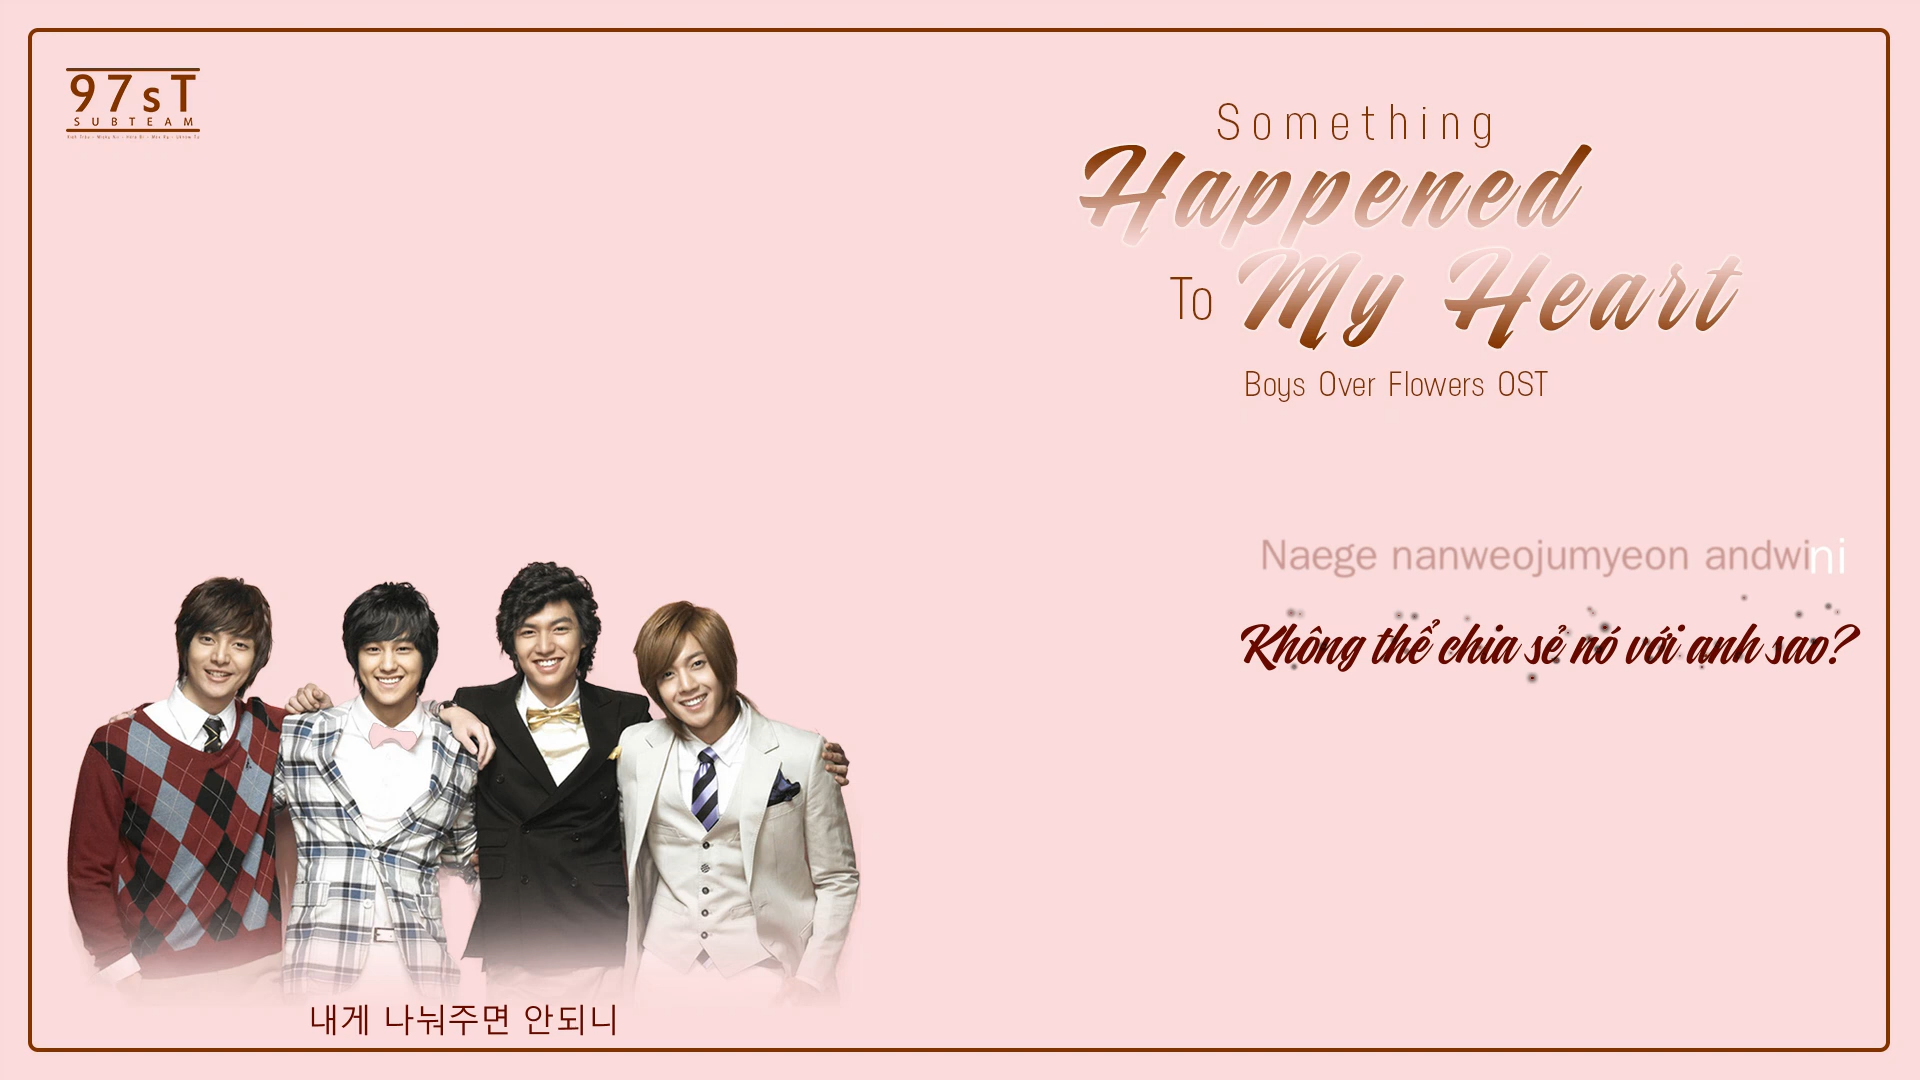 97sT
SUBTEAM
Something
Happened
To My Heart
Boys Over Flowers OST
Naege nanweojumyeon andwini
Không thể chia sẻ nó với anh sao?
내게 나눠주면 안되니